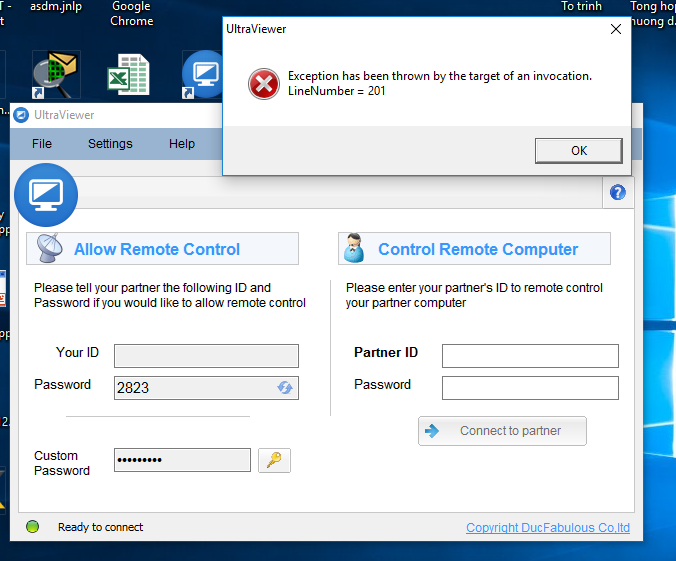 asdm.jnlp
Google
Chrome
To trinh
Tong hop
UltraViewer
Exception has been thrown by the target of an invocation.
LineNumber = 201
OK
UltraViewer
File
Settings
Help
Allow Remote Control
Please tell your partner the following ID and
Password if you would like to allow remote control
Your ID
Password
2823
Custom
Password
•••••••••
Control Remote Computer
Please enter your partner's ID to remote control
your partner computer
Partner ID
Password
Connect to partner
Ready to connect
Copyright DucFabulous Co,ltd